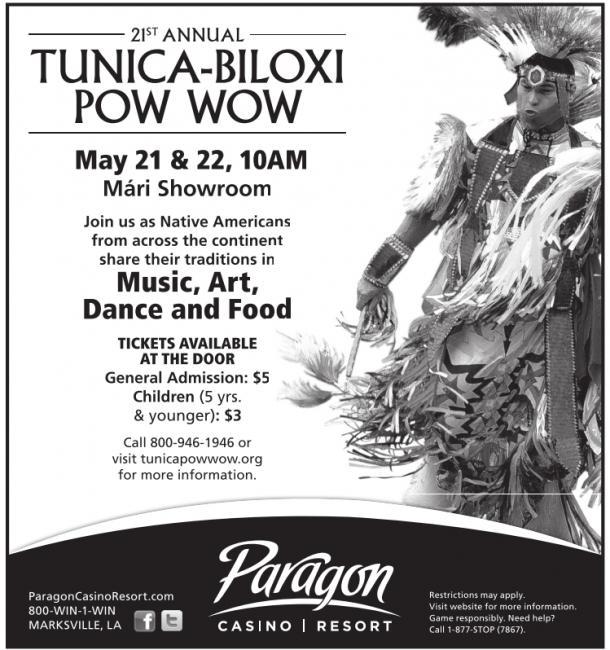 21ST ANNUAL
TUNICA-BILOXI
POW WOW
May 21 & 22, 10AM
Mári Showroom
Join us as Native Americans
from across the continent
share their traditions in
Music, Art,
Dance and Food
TICKETS AVAILABLE
AT THE DOOR
General Admission: $5
Children (5 yrs.
& younger): $3
Call 800-946-1946 or
visit tunicapowwow.org
for more information.
Paragon
CASINO | RESORT
ParagonCasinoResort.com
800-WIN-1-WIN
MARKSVILLE, LA f t
Restrictions may apply.
Visit website for more information.
Game responsibly. Need help?
Call 1-877-STOP (7867).